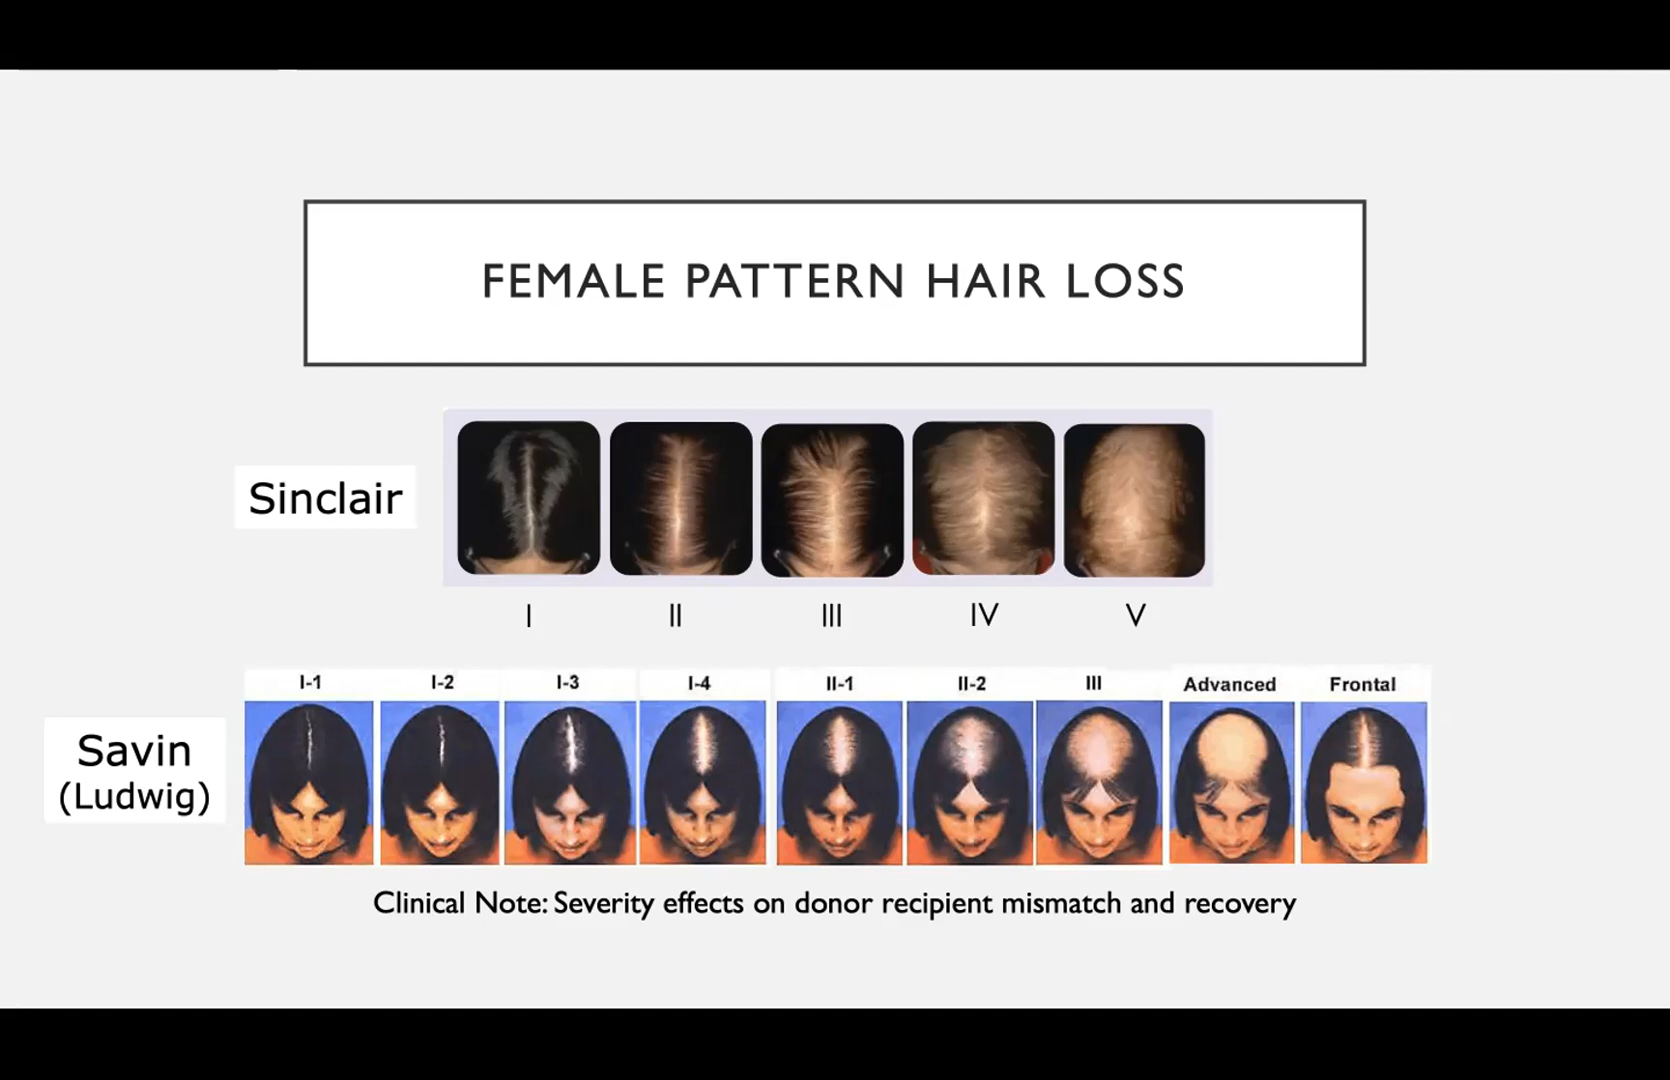 FEMALE PATTERN HAIR LOSS
Sinclair
I II III IV V
I-1 I-2 I-3 I-4 II-1 II-2 III Advanced Frontal
Savin
(Ludwig)
Clinical Note: Severity effects on donor recipient mismatch and recovery